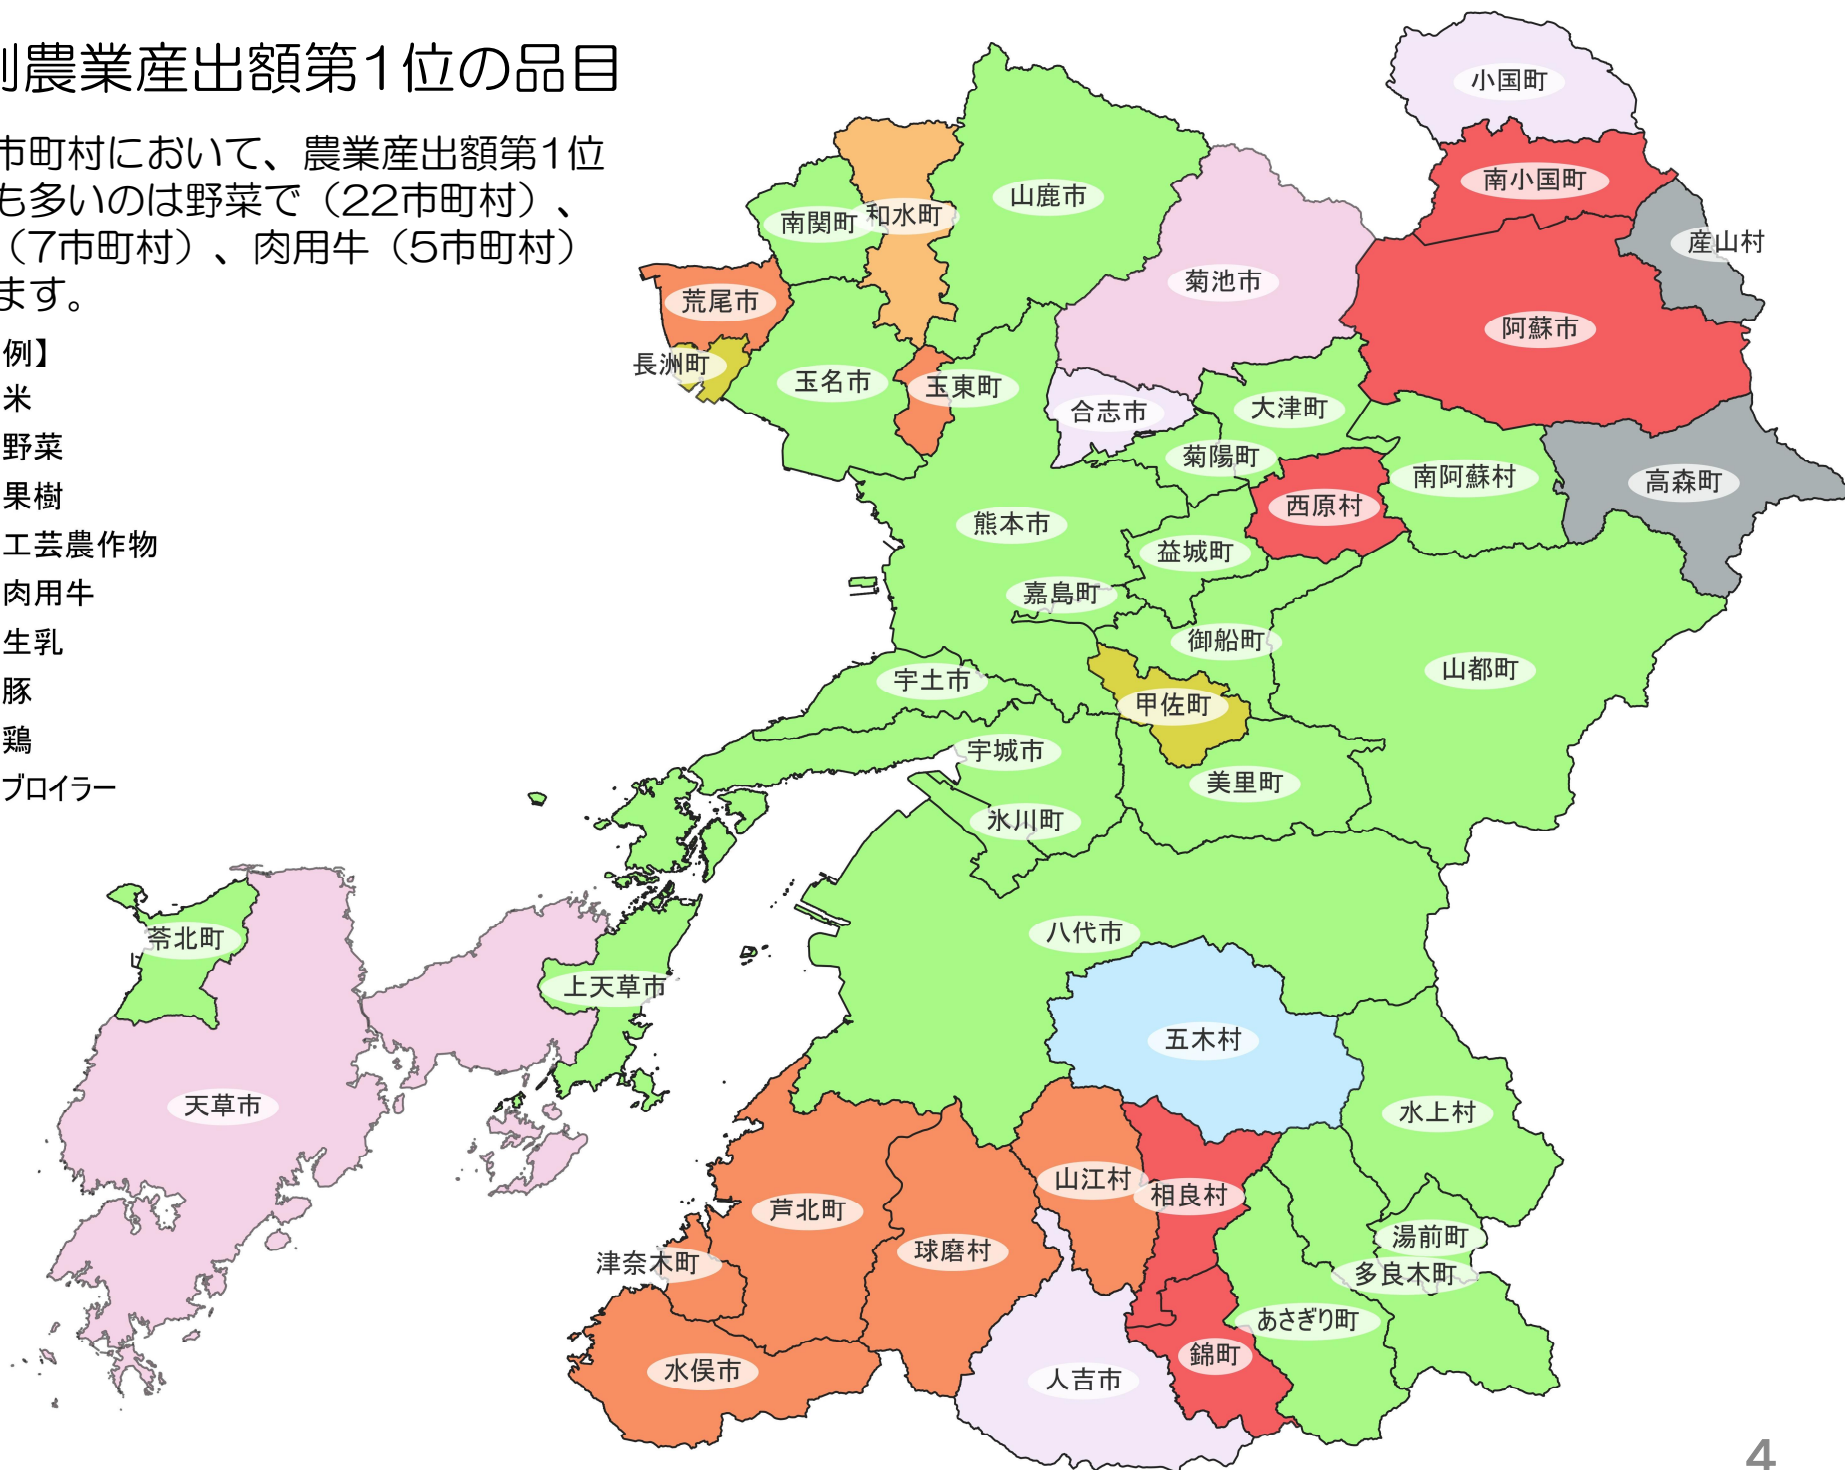 別農業産出額第1位の品目
市町村において、農業産出額第1位
も多いのは野菜で（22市町村）、
（7市町村）、肉用牛（5市町村）
ます。
例】
米
野菜
果樹
工芸農作物
肉用牛
生乳
豚
鶏
ブロイラー
小国町
南小国町
産山村
山鹿市
和水町
南関町
菊池市
荒尾市
阿蘇市
長洲町
玉名市
玉東町
合志市
大津町
菊陽町
南阿蘇村
高森町
西原村
熊本市
益城町
嘉島町
御船町
山都町
宇土市
甲佐町
宇城市
美里町
氷川町
八代市
苓北町
上天草市
五木村
天草市
水上村
山江村
相良村
芦北町
湯前町
球磨村
津奈木町
多良木町
あさぎり町
錦町
水俣市
人吉市
4